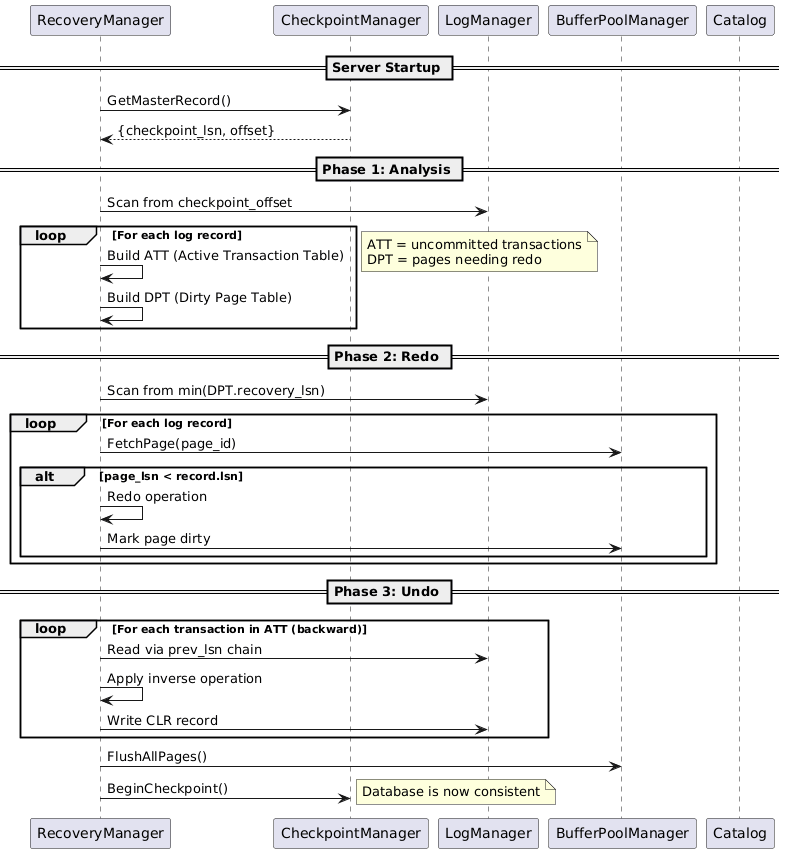 RecoveryManager CheckpointManager LogManager BufferPoolManager Catalog
Server Startup
GetMasterRecord()
{checkpoint_lsn, offset}
Phase 1: Analysis
Scan from checkpoint_offset
loop [For each log record]
ATT = uncommitted transactions
DPT = pages needing redo
Build ATT (Active Transaction Table)
Build DPT (Dirty Page Table)
Phase 2: Redo
Scan from min(DPT.recovery_lsn)
loop [For each log record]
FetchPage(page_id)
alt [page_lsn < record.lsn]
Redo operation
Mark page dirty
Phase 3: Undo
loop [For each transaction in ATT (backward)]
Read via prev_lsn chain
Apply inverse operation
Write CLR record
FlushAllPages()
BeginCheckpoint()
Database is now consistent
RecoveryManager CheckpointManager LogManager BufferPoolManager Catalog